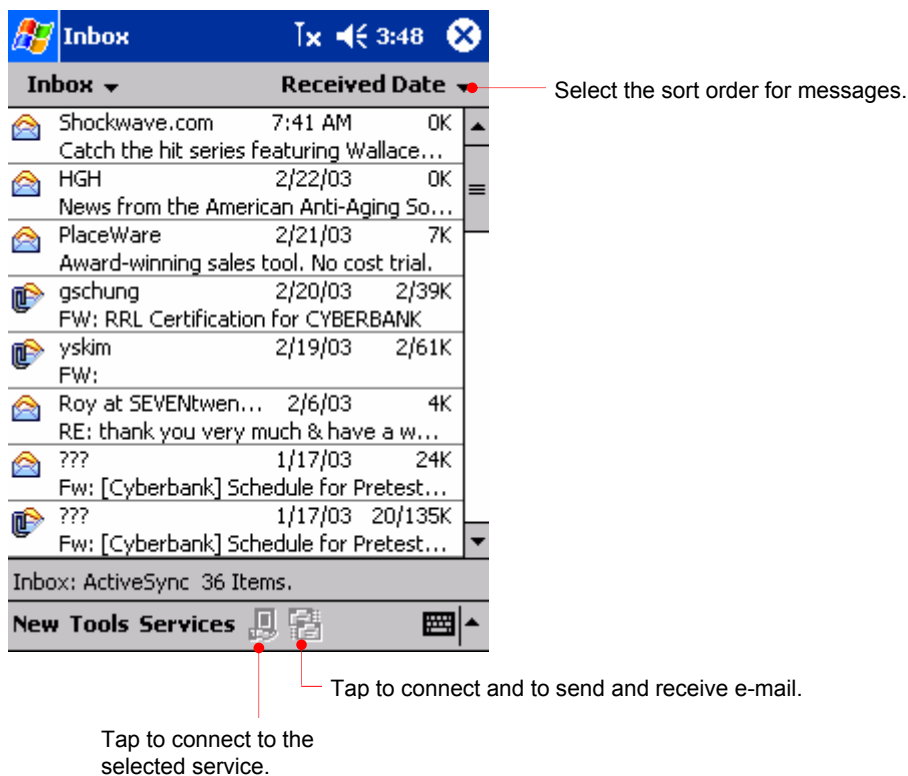 Inbox 3:48
Inbox Received Date
Select the sort order for messages.
Shockwave.com 7:41 AM 0K
Catch the hit series featuring Wallace...
HGH 2/22/03 0K
News from the American Anti-Aging So...
PlaceWare 2/21/03 7K
Award-winning sales tool. No cost trial.
gschung 2/20/03 2/39K
FW: RRL Certification for CYBERBANK
yskim 2/19/03 2/61K
FW:
Roy at SEVENtwen... 2/6/03 4K
RE: thank you very much & have a w...
??? 1/17/03 24K
Fw: [Cyberbank] Schedule for Pretest...
??? 1/17/03 20/135K
Fw: [Cyberbank] Schedule for Pretest...
Inbox: ActiveSync 36 Items.
New Tools Services
Tap to connect and to send and receive e-mail.
Tap to connect to the
selected service.